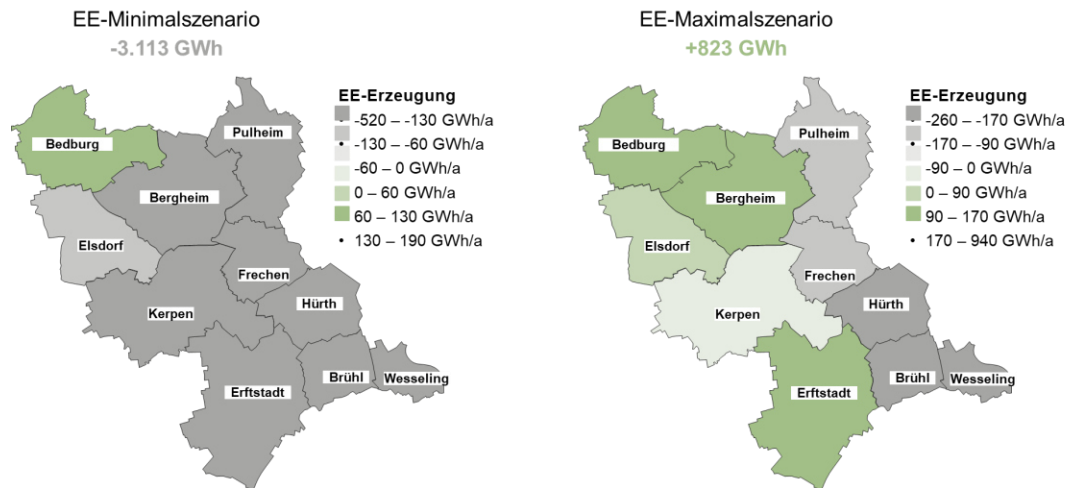 EE-Minimalszenario
-3.113 GWh
EE-Erzeugung
-520 – -130 GWh/a
-130 – -60 GWh/a
-60 – 0 GWh/a
0 – 60 GWh/a
60 – 130 GWh/a
130 – 190 GWh/a
Bedburg
Pulheim
Bergheim
Elsdorf
Frechen
Kerpen
Hürth
Erftstadt
Brühl
Wesseling
EE-Maximalszenario
+823 GWh
EE-Erzeugung
-260 – -170 GWh/a
-170 – -90 GWh/a
-90 – 0 GWh/a
0 – 90 GWh/a
90 – 170 GWh/a
170 – 940 GWh/a
Bedburg
Pulheim
Bergheim
Elsdorf
Frechen
Kerpen
Hürth
Erftstadt
Brühl
Wesseling